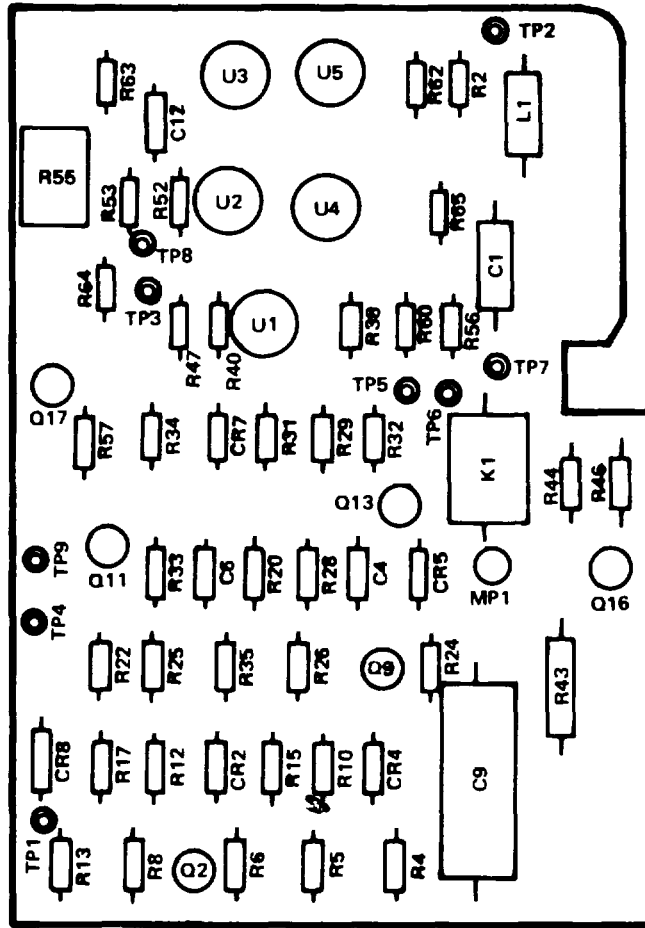 TP2
R63
C12
U3
U5
R62
R2
L1
R55
R53
R52
U2
U4
R65
C1
TP8
R64
TP3
R47
R40
U1
R38
R60
R56
TP7
TP5
TP6
Q17
R57
R34
CR7
R31
R29
R32
K1
R44
R46
Q13
TP9
Q11
R33
C6
R20
R28
C4
CR5
MP1
Q16
TP4
R22
R25
R35
R26
Q9
R24
R43
CR8
R17
R12
CR2
R15
R10
CR4
C9
TP1
R13
R8
Q2
R6
R5
R4